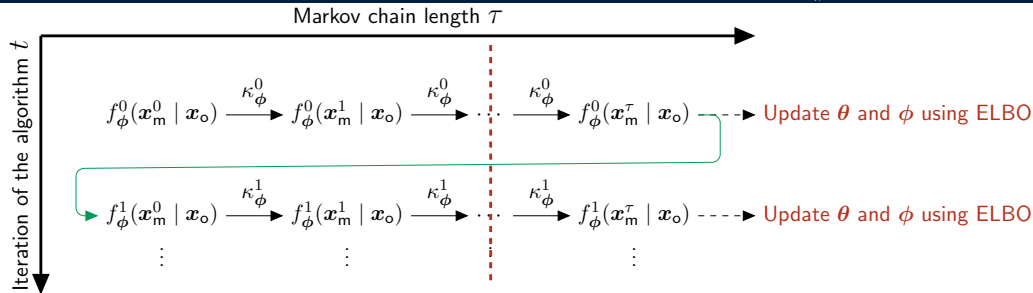 Markov chain length τ
Iteration of the algorithm t
κ⁰_ϕ κ⁰_ϕ κ⁰_ϕ
f⁰_ϕ(x⁰_m | x_o) f⁰_ϕ(x¹_m | x_o) ⋯ f⁰_ϕ(x^τ_m | x_o) Update θ and ϕ using ELBO
κ¹_ϕ κ¹_ϕ κ¹_ϕ
f¹_ϕ(x⁰_m | x_o) f¹_ϕ(x¹_m | x_o) ⋯ f¹_ϕ(x^τ_m | x_o) Update θ and ϕ using ELBO
⋮ ⋮ ⋮ ⋮